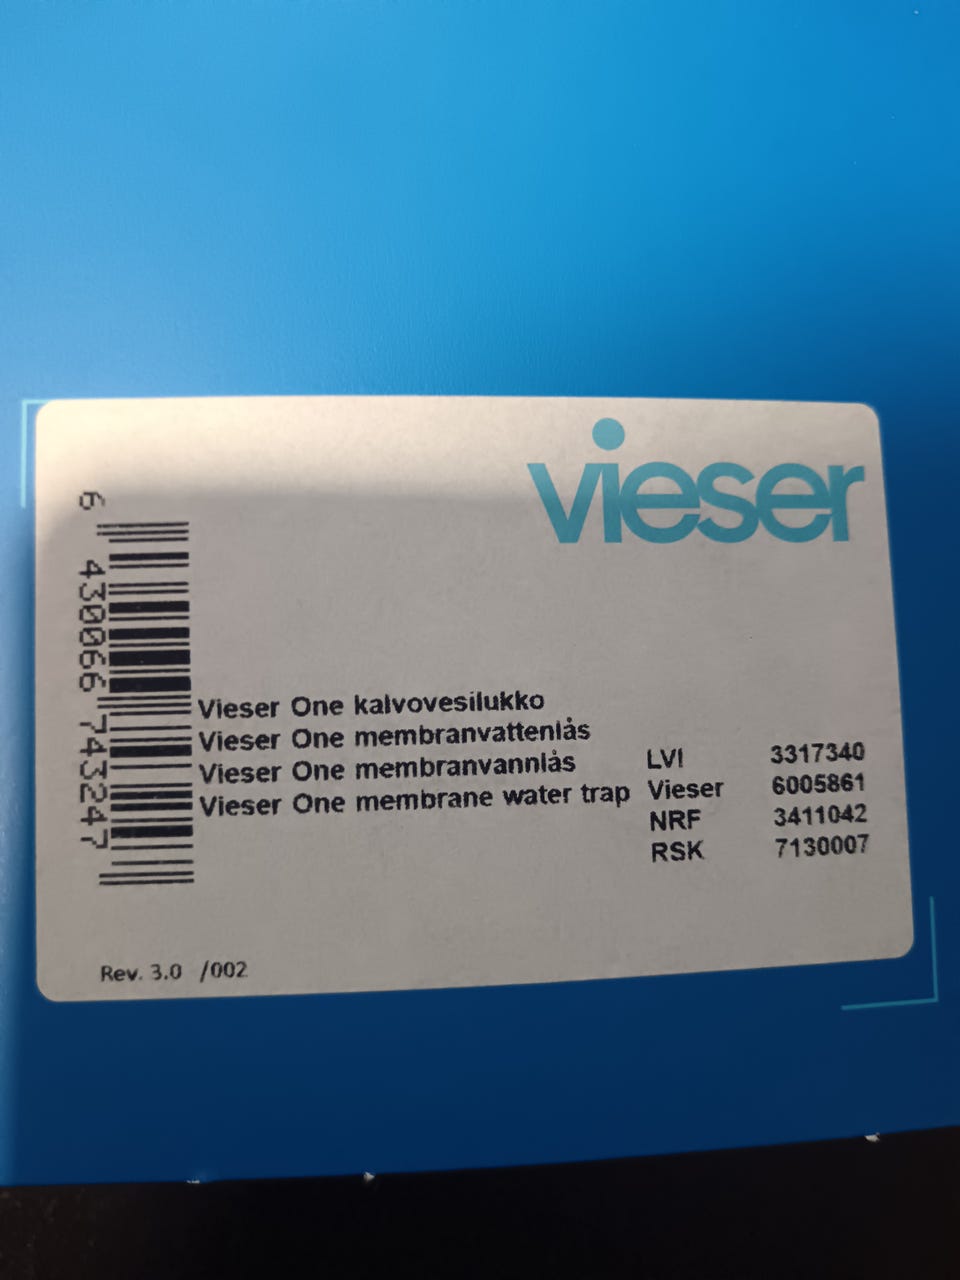 vieser
6 430066 743247
Vieser One kalvovesilukko
Vieser One membranvattenlås
Vieser One membranvannlås
Vieser One membrane water trap
LVI 3317340
Vieser 6005861
NRF 3411042
RSK 7130007
Rev. 3.0 /002